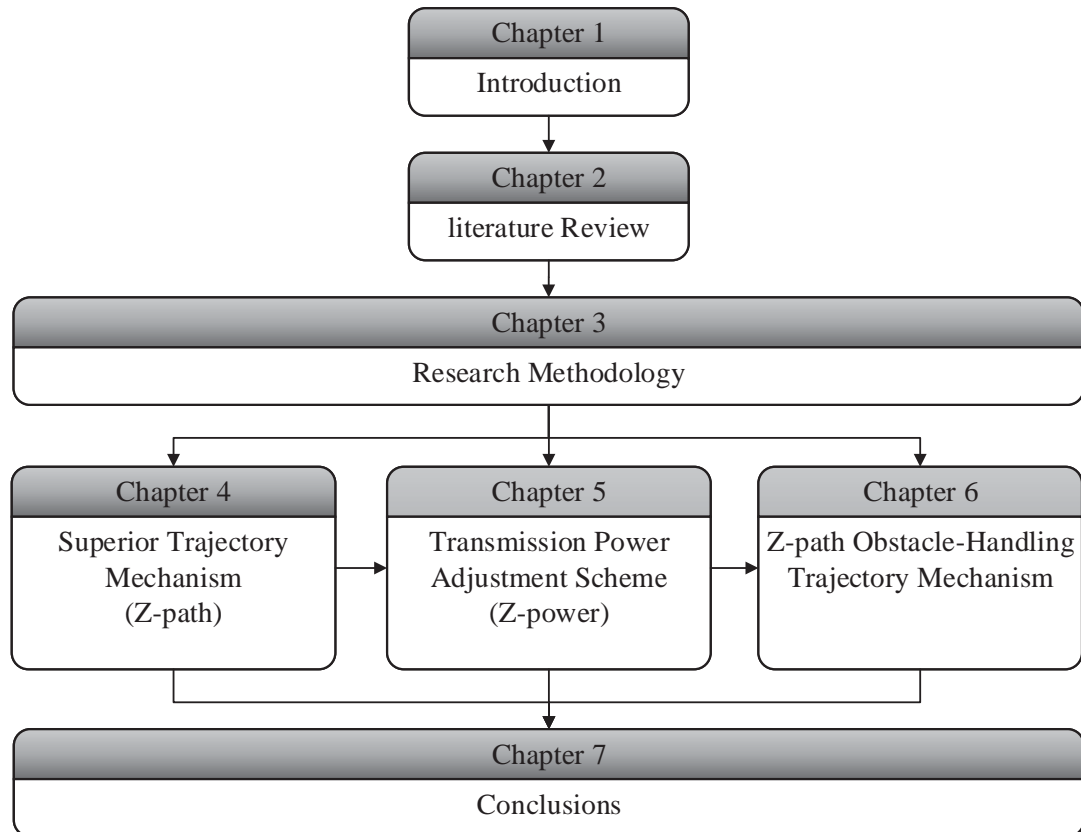 Chapter 1
Introduction
Chapter 2
literature Review
Chapter 3
Research Methodology
Chapter 4
Superior Trajectory
Mechanism
(Z-path)
Chapter 5
Transmission Power
Adjustment Scheme
(Z-power)
Chapter 6
Z-path Obstacle-Handling
Trajectory Mechanism
Chapter 7
Conclusions